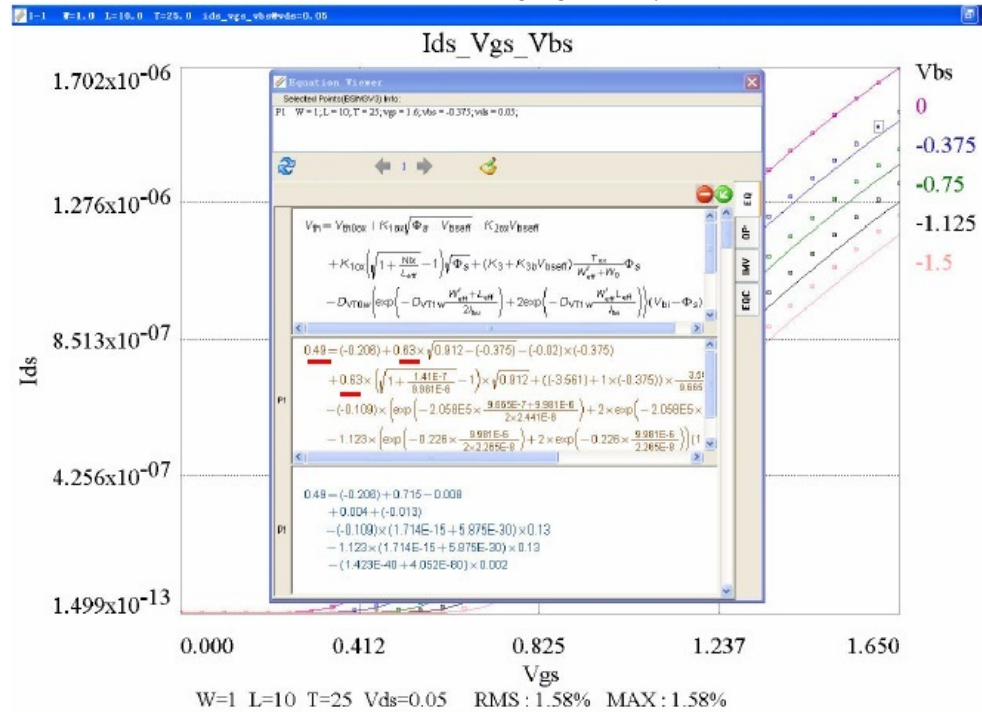 1-1 W=1.0 L=10.0 T=25.0 ids_vgs_vbs@vds=0.05
Ids_Vgs_Vbs
Equation Viewer
Selected Points(BSIM3V3) Info:
P1 W = 1; L = 10; T = 25; vgs = 1.6; vbs = -0.375; vds = 0.05;
1
EQ
OP
IMV
EQC
0.49 = (-0.206) + 0.63 × √0.912 − (-0.375) − (-0.02) × (-0.375)
+ 0.63 × (√1 + 1.41E-7 / 9.981E-6 − 1) × √0.912 + ((-3.561) + 1 × (-0.375)) ×
− (-0.109) × (exp(− 2.058E5 × 9.665E-7 + 9.981E-6 / 2 × 2.441E-8) + 2 × exp(− 2.058E5 ×
− 1.123 × (exp(− 0.226 × 9.981E-6 / 2 × 2.265E-8) + 2 × exp(− 0.226 × 9.981E-6 / 2.265E-8))(1
P1
0.49 = (-0.206) + 0.715 − 0.008
+ 0.004 + (-0.013)
− (-0.109) × (1.714E-15 + 5.875E-30) × 0.13
− 1.123 × (1.714E-15 + 5.875E-30) × 0.13
− (1.423E-40 + 4.052E-80) × 0.002
P1
Vbs
0
-0.375
-0.75
-1.125
-1.5
1.702x10-06
1.276x10-06
8.513x10-07
4.256x10-07
1.499x10-13
Ids
0.000 0.412 0.825 1.237 1.650
Vgs
W=1 L=10 T=25 Vds=0.05 RMS : 1.58% MAX : 1.58%